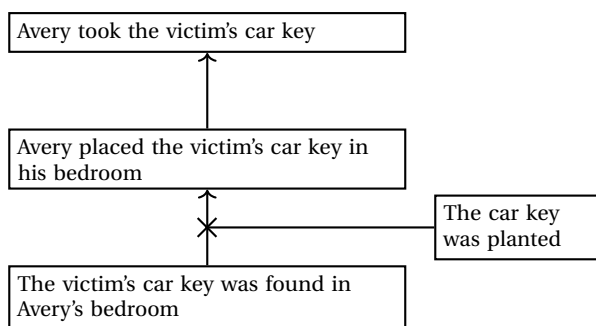 Avery took the victim’s car key
Avery placed the victim’s car key in
his bedroom
The car key
was planted
The victim’s car key was found in
Avery’s bedroom